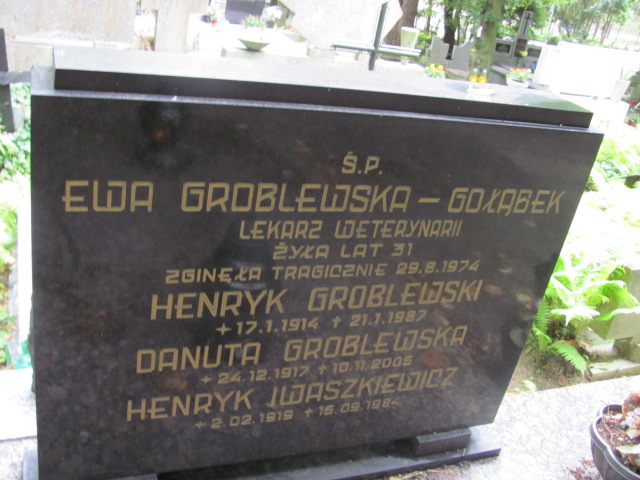 Ś.P.
EWA GROBLEWSKA – GOŁĄBEK
LEKARZ WETERYNARII
ŻYŁA LAT 31
ZGINĘŁA TRAGICZNIE 29.8.1974
HENRYK GROBLEWSKI
+ 17.1.1914 + 21.1.1987
DANUTA GROBLEWSKA
+ 24.12.1917 + 10.11.2005
HENRYK IWASZKIEWICZ
+ 2.02.1919 + 15.09.1984